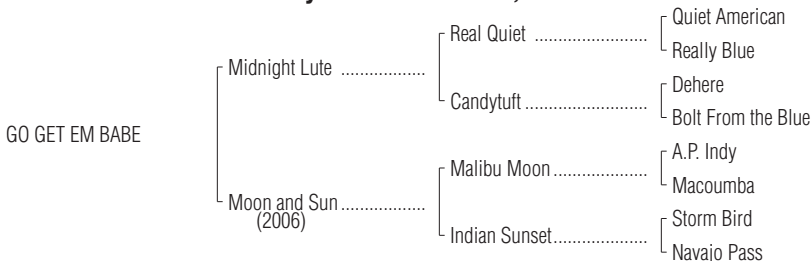 Quiet American
Real Quiet ........................
Really Blue
Midnight Lute ..................
Dehere
Candytuft ..........................
Bolt From the Blue
GO GET EM BABE
A.P. Indy
Malibu Moon ....................
Macoumba
Moon and Sun ..................
(2006)
Storm Bird
Indian Sunset....................
Navajo Pass